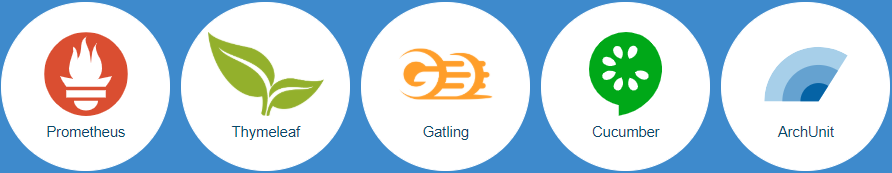 Prometheus
Thymeleaf
Gatling
Cucumber
ArchUnit